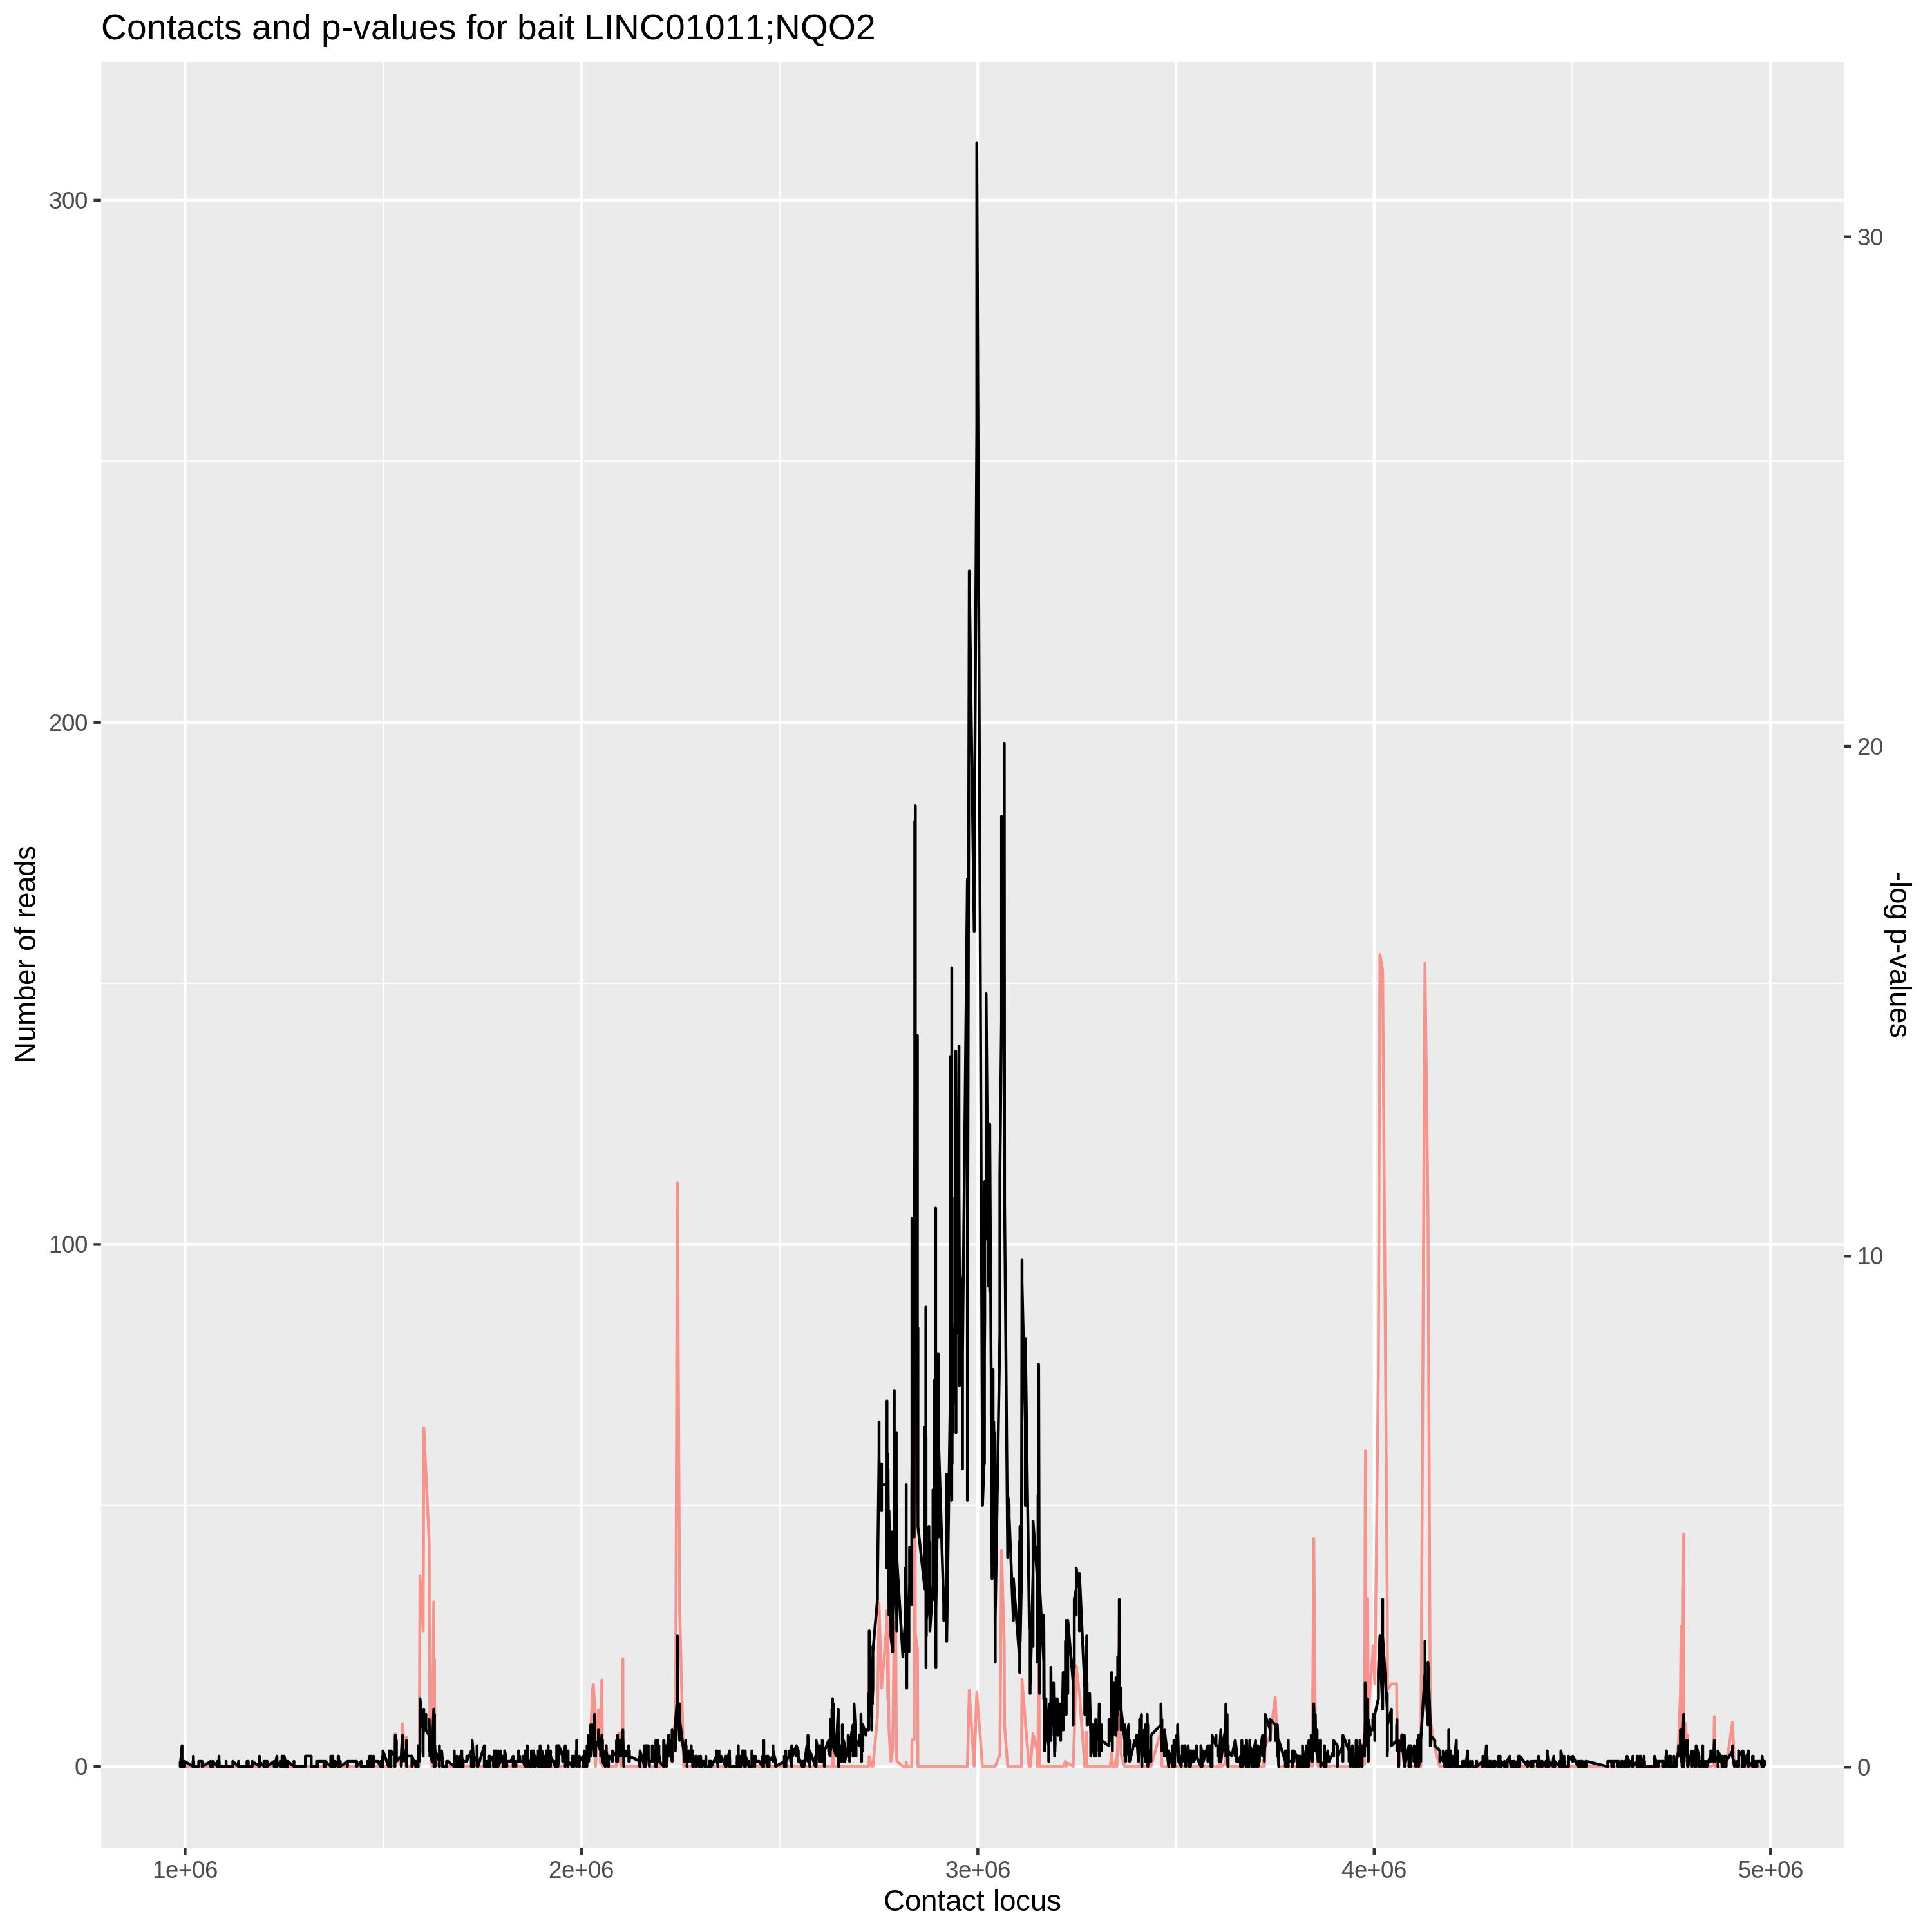 Contacts and p-values for bait LINC01011;NQO2
Number of reads
300
200
100
0
30
20
10
0
-log p-values
1e+06 2e+06 3e+06 4e+06 5e+06
Contact locus